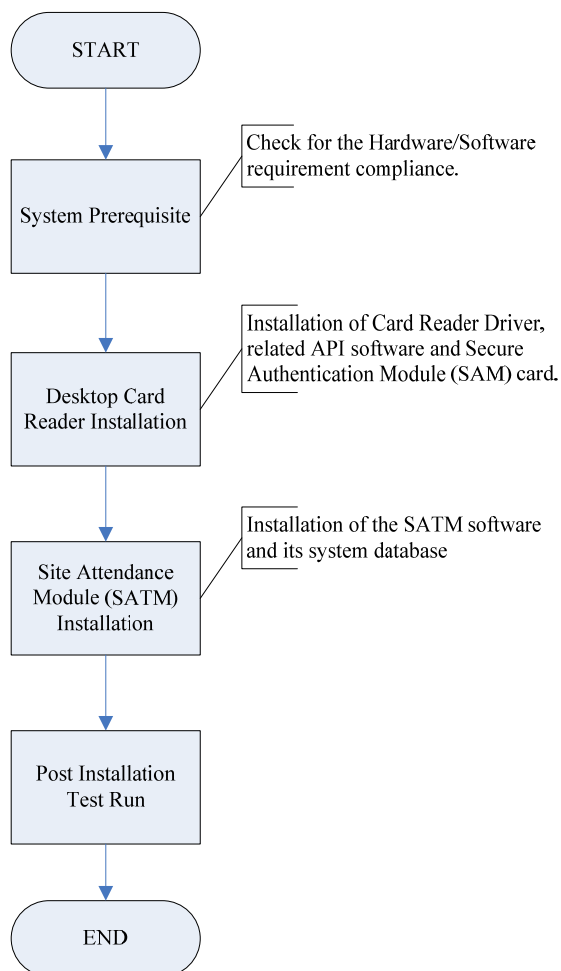 START
Check for the Hardware/Software
requirement compliance.
System Prerequisite
Installation of Card Reader Driver,
related API software and Secure
Authentication Module (SAM) card.
Desktop Card
Reader Installation
Installation of the SATM software
and its system database
Site Attendance
Module (SATM)
Installation
Post Installation
Test Run
END